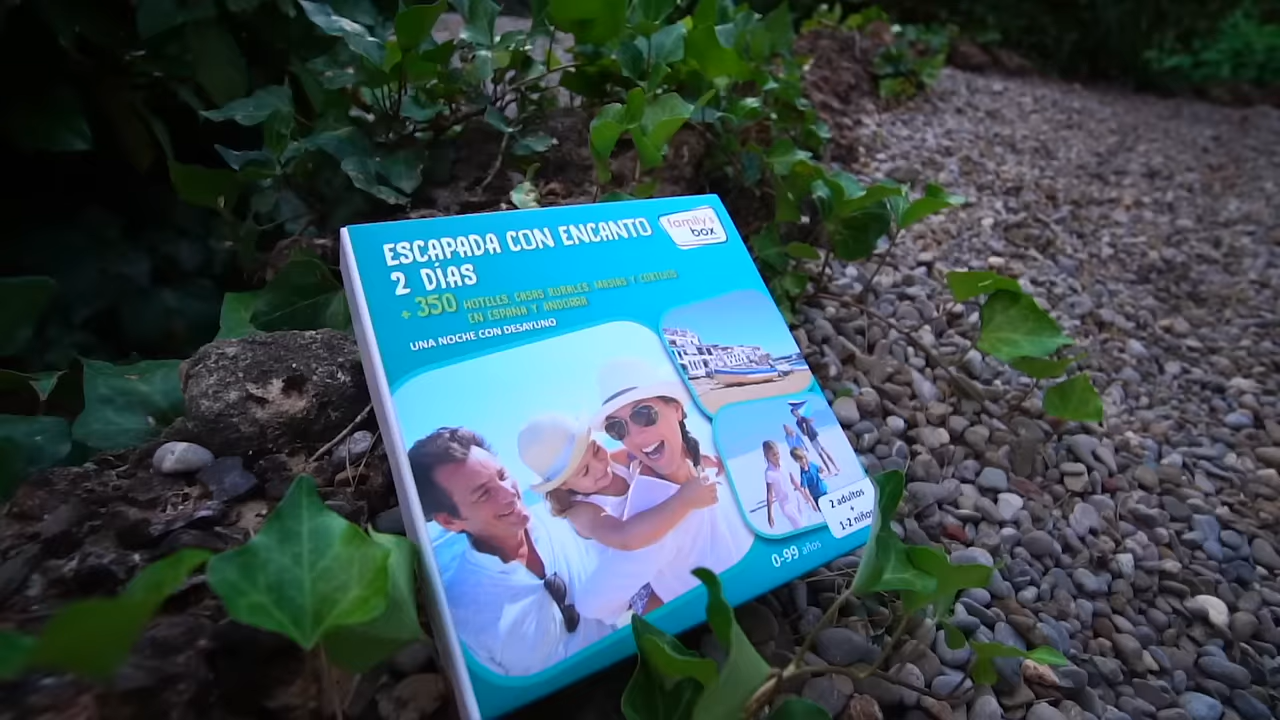 ESCAPADA CON ENCANTO
2 DÍAS
+ 350 HOTELES, CASAS RURALES, MASIAS Y CORTIJOS
EN ESPAÑA Y ANDORRA
UNA NOCHE CON DESAYUNO
family's
box
2 adultos
+
1-2 niños
0-99 años